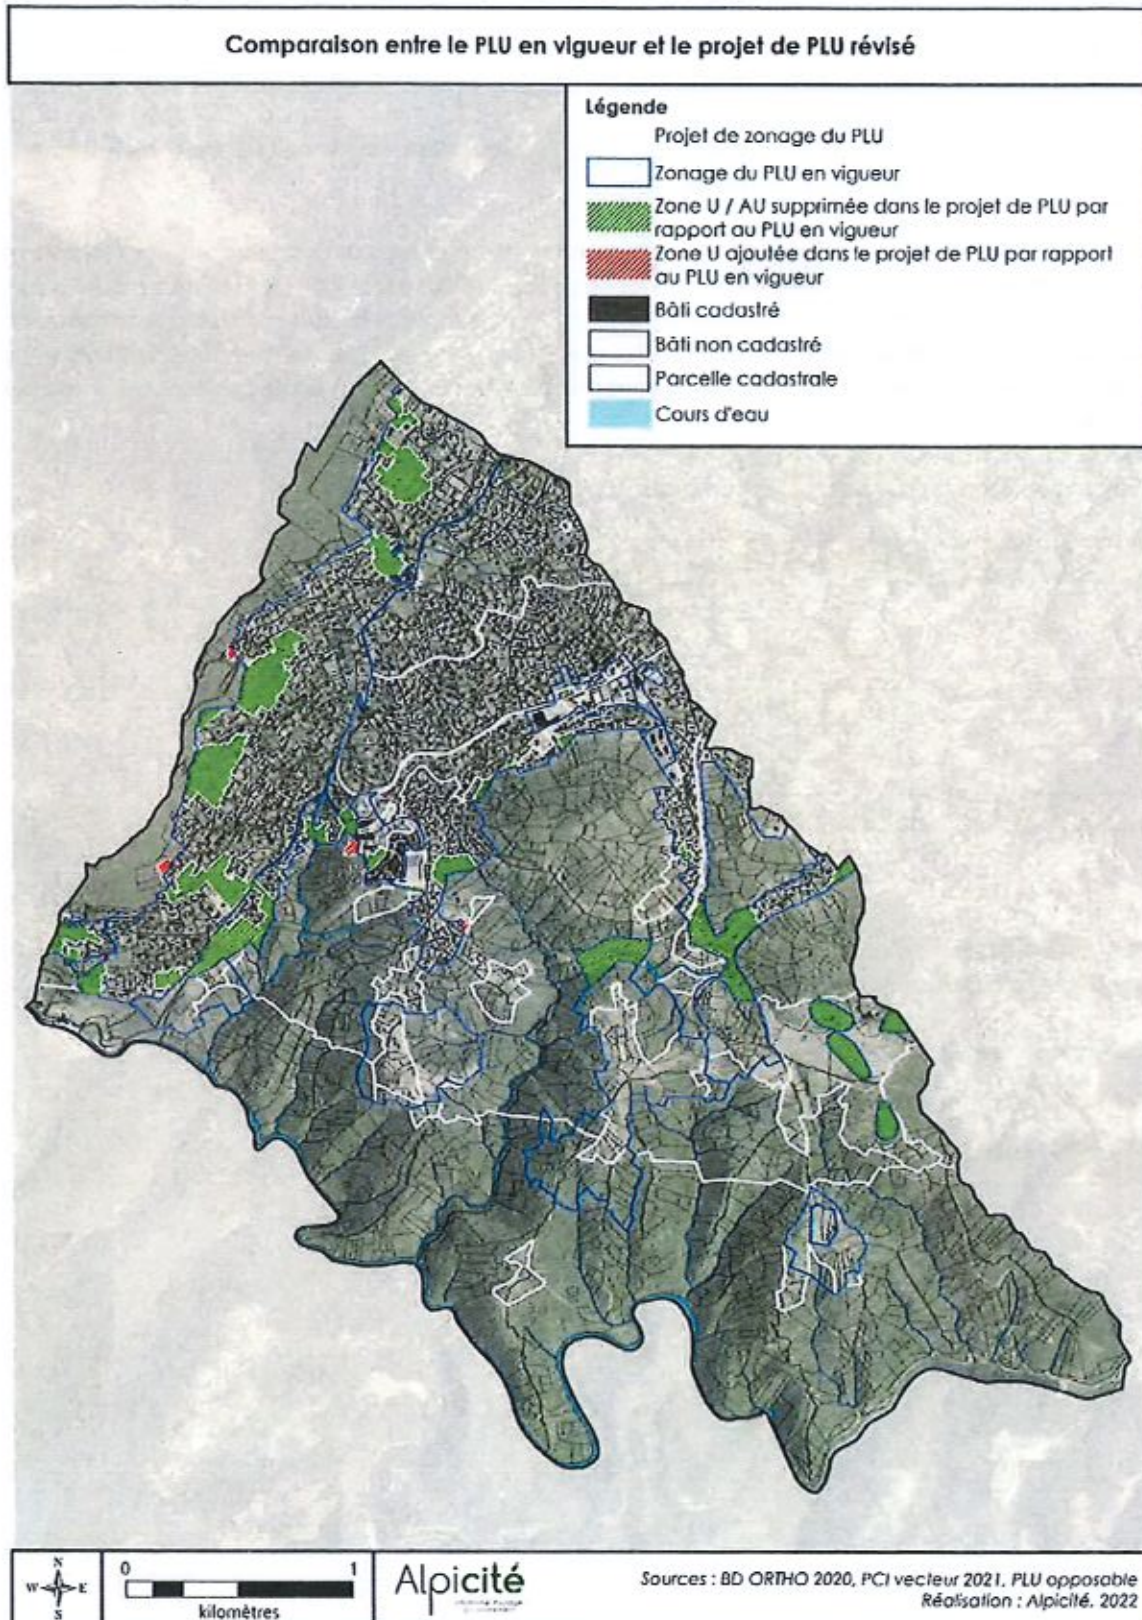 Comparaison entre le PLU en vigueur et le projet de PLU révisé
Légende
Projet de zonage du PLU
Zonage du PLU en vigueur
Zone U / AU supprimée dans le projet de PLU par
rapport au PLU en vigueur
Zone U ajoutée dans le projet de PLU par rapport
au PLU en vigueur
Bâti cadastré
Bâti non cadastré
Parcelle cadastrale
Cours d'eau
N
W E
S
0 1
kilomètres
Alpicité
Sources : BD ORTHO 2020, PCI vecteur 2021, PLU opposable
Réalisation : Alpicité, 2022